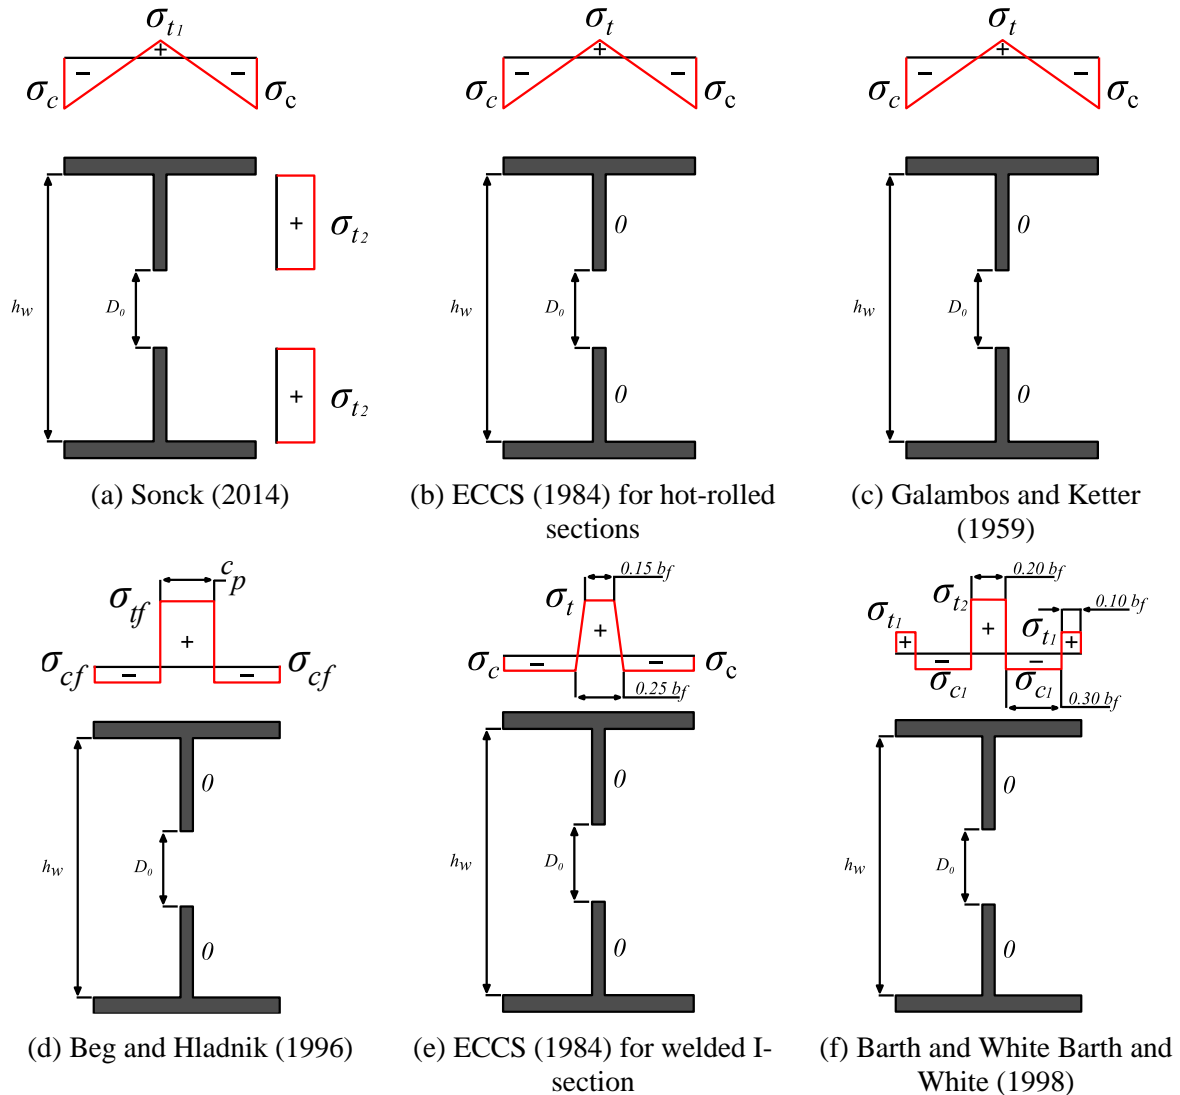 σt1
+
− −
σc σc
hw
D0
+
σt2
+
σt2
(a) Sonck (2014)
σt
+
− −
σc σc
0
hw
D0
0
(b) ECCS (1984) for hot-rolled
sections
σt
+
− −
σc σc
0
hw
D0
0
(c) Galambos and Ketter
(1959)
cp
σtf
+
σcf σcf
− −
0
hw
D0
0
(d) Beg and Hladnik (1996)
0.15 bf
σt
+
σc σc
− −
0.25 bf
0
hw
D0
0
(e) ECCS (1984) for welded I-
section
0.20 bf
σt2
0.10 bf
σt1 σt1
+ + +
− −
σc1 σc1
0.30 bf
0
hw
D0
0
(f) Barth and White Barth and
White (1998)